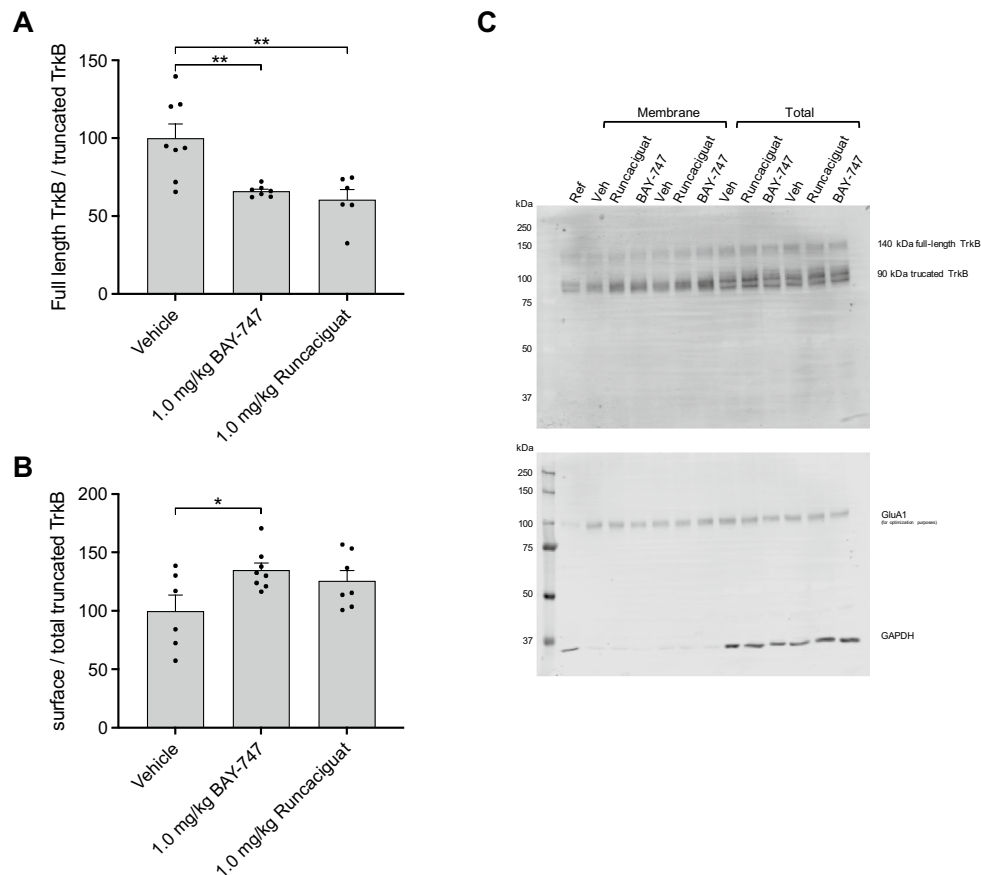 A
Full length TrkB / truncated TrkB
150
100
50
0
**
**
Vehicle
1.0 mg/kg BAY-747
1.0 mg/kg Runcaciguat
B
surface / total truncated TrkB
200
150
100
50
0
*
Vehicle
1.0 mg/kg BAY-747
1.0 mg/kg Runcaciguat
C
Membrane
Total
Ref
Veh
Runcaciguat
BAY-747
Veh
Runcaciguat
BAY-747
Veh
Runcaciguat
BAY-747
Veh
Runcaciguat
BAY-747
kDa
250
150
100
75
50
37
140 kDa full-length TrkB
90 kDa trucated TrkB
kDa
250
150
100
75
50
37
GluA1
(for optimization purposes)
GAPDH